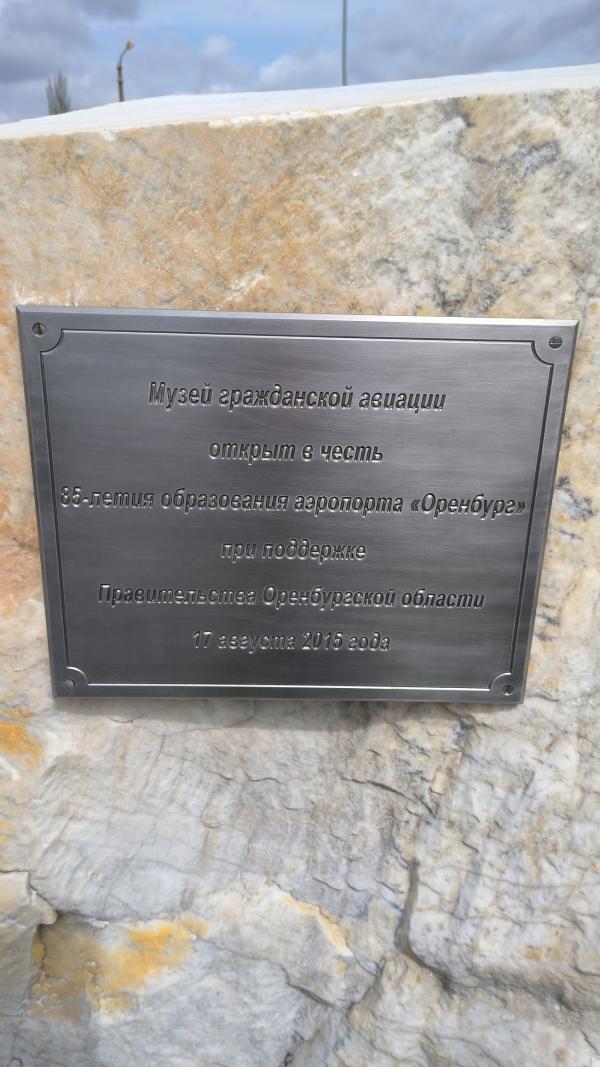 Музей гражданской авиации
открыт в честь
85-летия образования аэропорта «Оренбург»
при поддержке
Правительства Оренбургской области
17 августа 2015 года